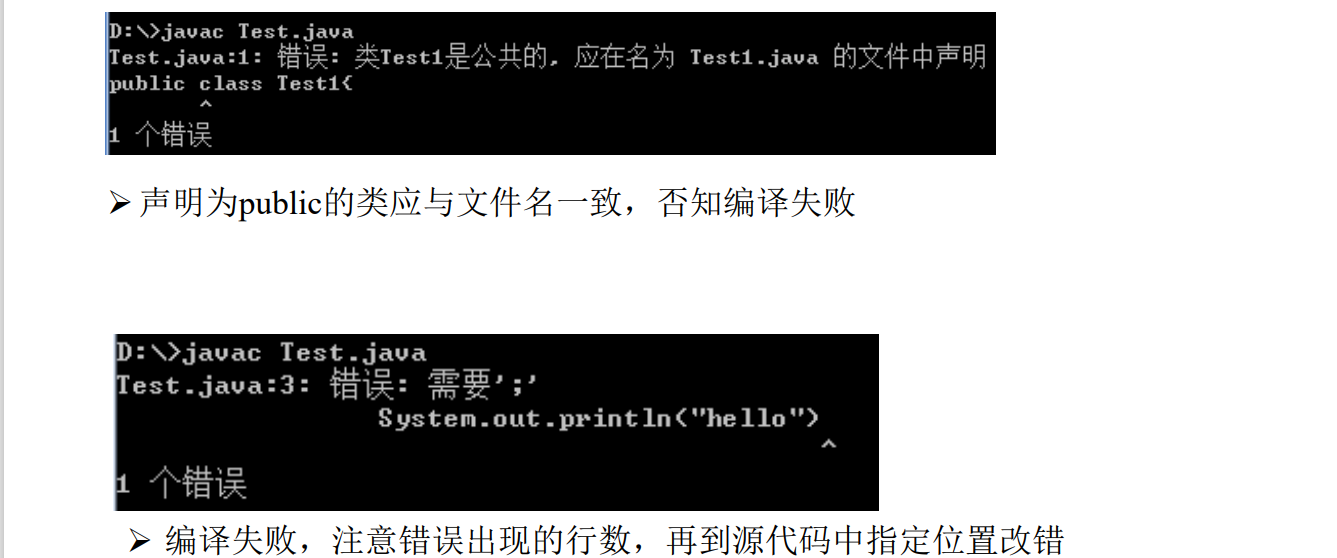 D:\>javac Test.java
Test.java:1: 错误: 类Test1是公共的, 应在名为 Test1.java 的文件中声明
public class Test1{
^
1 个错误
➢ 声明为public的类应与文件名一致，否知编译失败
D:\>javac Test.java
Test.java:3: 错误: 需要';'
System.out.println("hello")
^
1 个错误
➢ 编译失败，注意错误出现的行数，再到源代码中指定位置改错